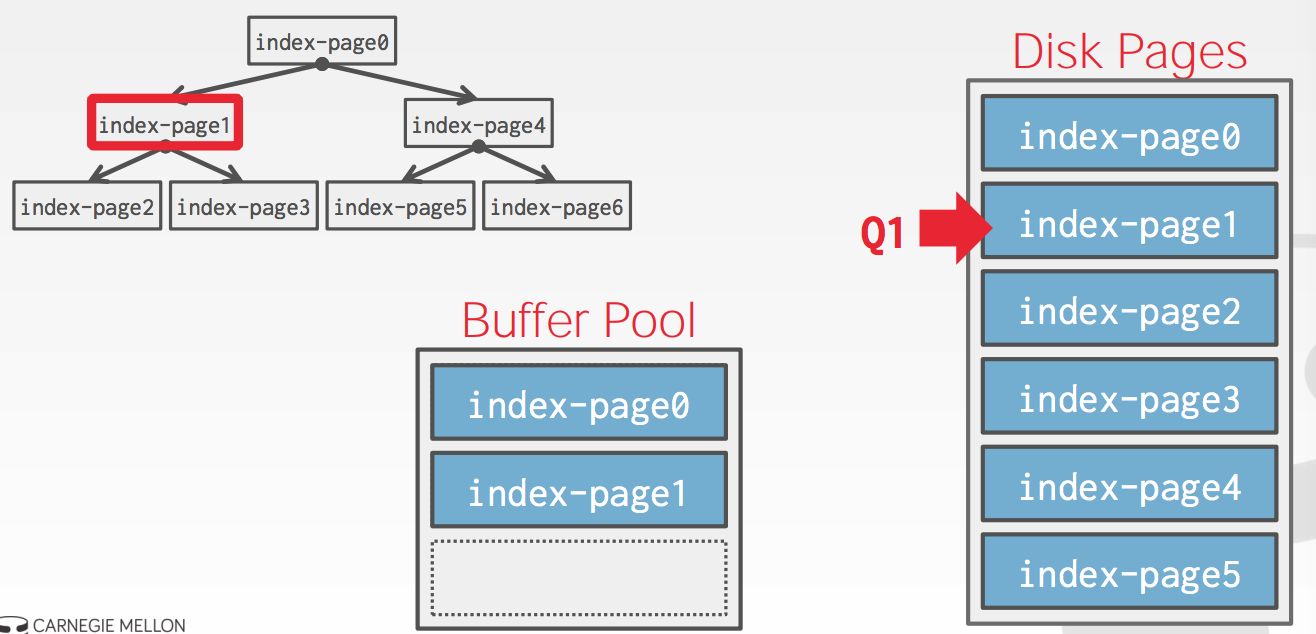 index-page0
index-page1
index-page4
index-page2
index-page3
index-page5
index-page6
Disk Pages
index-page0
index-page1
index-page2
index-page3
index-page4
index-page5
Q1
Buffer Pool
index-page0
index-page1
CARNEGIE MELLON